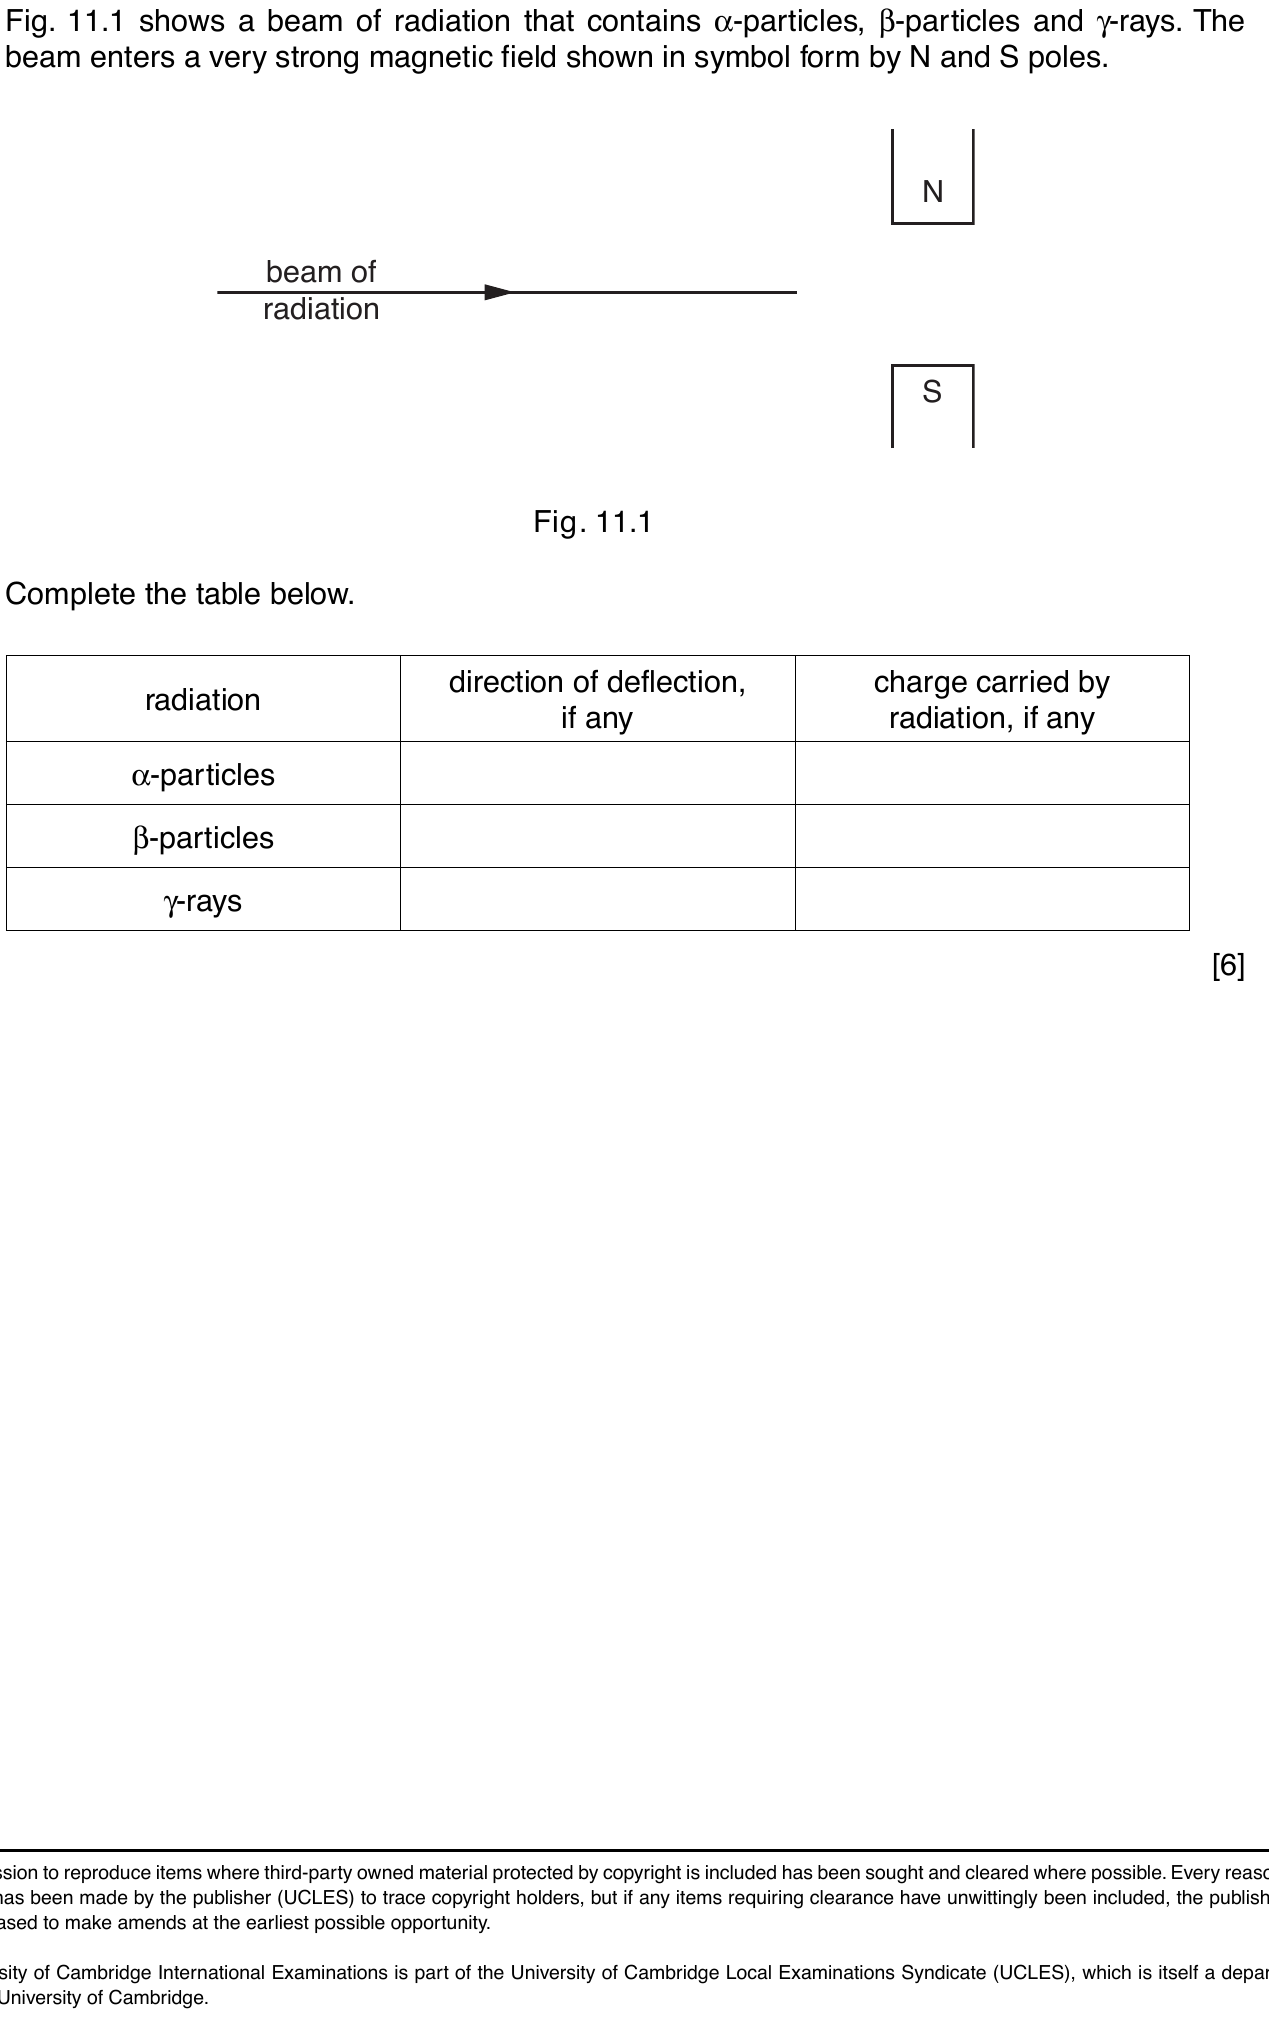 Fig. 11.1 shows a beam of radiation that contains α-particles, β-particles and γ-rays. The
beam enters a very strong magnetic field shown in symbol form by N and S poles.
N
beam of
radiation
S
Fig. 11.1
Complete the table below.
radiation
direction of deflection,
if any
charge carried by
radiation, if any
α-particles
β-particles
γ-rays
[6]
ssion to reproduce items where third-party owned material protected by copyright is included has been sought and cleared where possible. Every reaso
has been made by the publisher (UCLES) to trace copyright holders, but if any items requiring clearance have unwittingly been included, the publish
ased to make amends at the earliest possible opportunity.
sity of Cambridge International Examinations is part of the University of Cambridge Local Examinations Syndicate (UCLES), which is itself a depar
University of Cambridge.